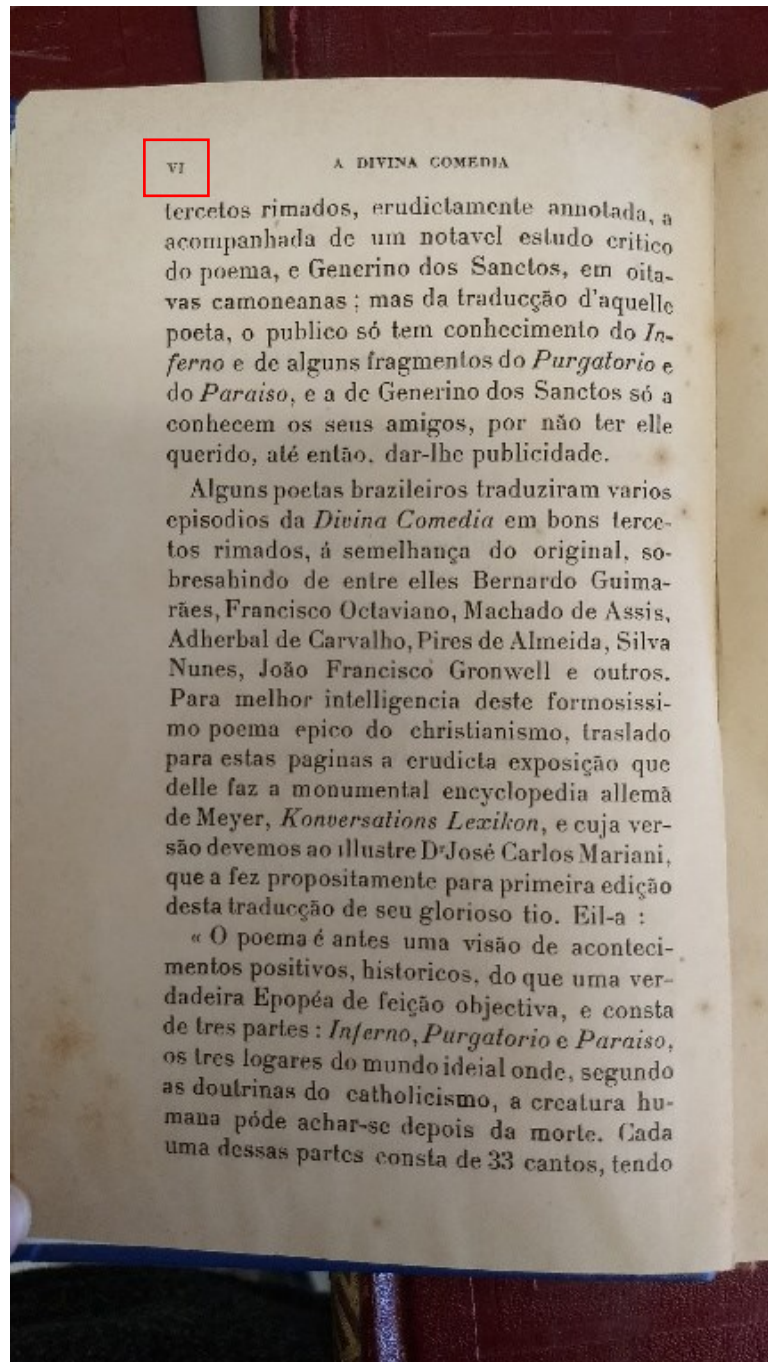 VI A DIVINA COMEDIA
tercetos rimados, erudictamente annotada, a
acompanhada de um notavel estudo critico
do poema, e Generino dos Sanctos, em oita-
vas camoneanas ; mas da traducção d'aquelle
poeta, o publico só tem conhecimento do In-
ferno e de alguns fragmentos do Purgatorio e
do Paraiso, e a de Generino dos Sanctos só a
conhecem os seus amigos, por não ter elle
querido, até então. dar-lhe publicidade.
Alguns poetas brazileiros traduziram varios
episodios da Divina Comedia em bons terce-
tos rimados, á semelhança do original, so-
bresahindo de entre elles Bernardo Guima-
rães, Francisco Octaviano, Machado de Assis,
Adherbal de Carvalho, Pires de Almeida, Silva
Nunes, João Francisco Gronwell e outros.
Para melhor intelligencia deste formosissi-
mo poema epico do christianismo, traslado
para estas paginas a erudicta exposição que
delle faz a monumental encyclopedia allemã
de Meyer, Konversations Lexikon, e cuja ver-
são devemos ao illustre Dr José Carlos Mariani,
que a fez propositamente para primeira edição
desta traducção de seu glorioso tio. Eil-a :
« O poema é antes uma visão de aconteci-
mentos positivos, historicos, do que uma ver-
dadeira Epopéa de feição objectiva, e consta
de tres partes : Inferno, Purgatorio e Paraiso,
os tres logares do mundo ideial onde, segundo
as doutrinas do catholicismo, a creatura hu-
mana póde achar-se depois da morte. Cada
uma dessas partes consta de 33 cantos, tendo